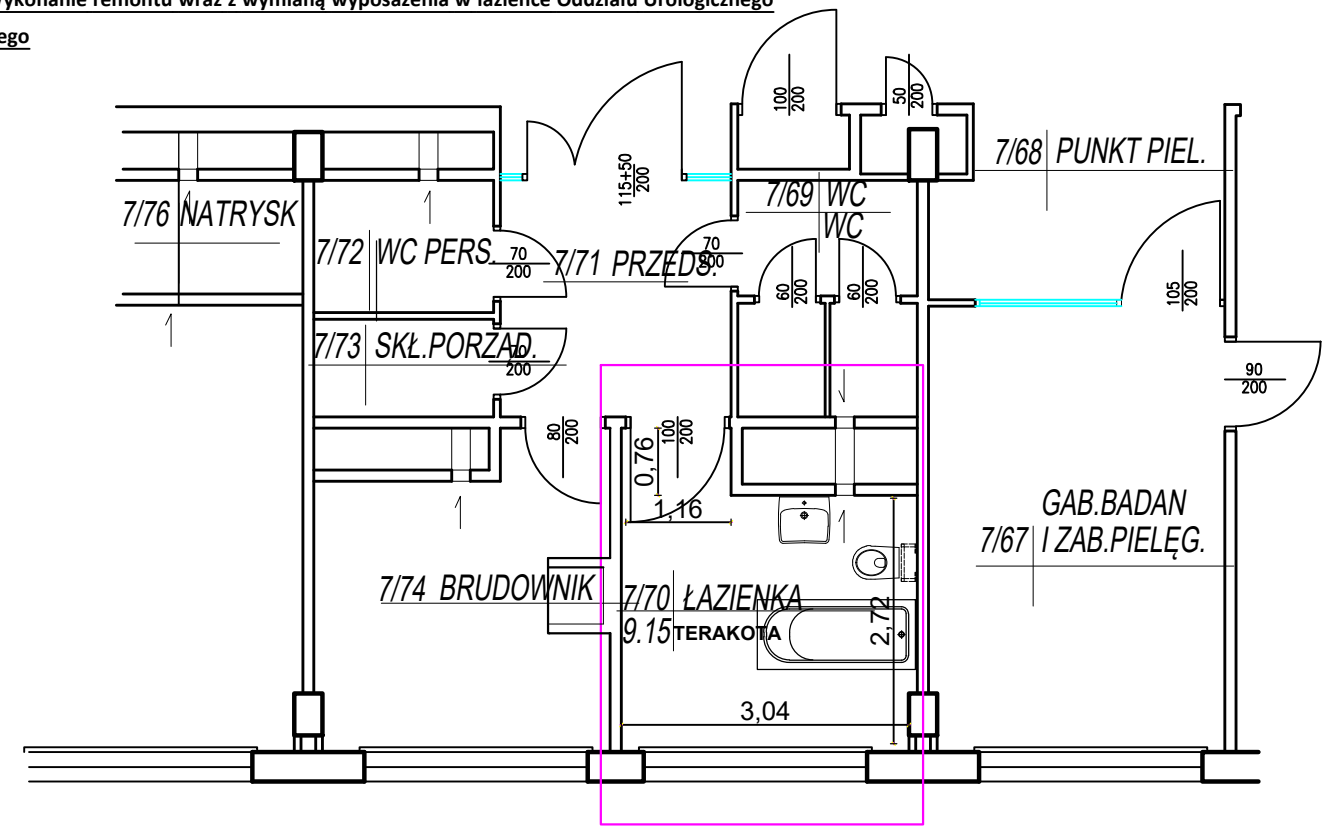 ykonanie remontu wraz z wymianą wyposażenia w łazience Oddziału Urologicznego
ego
100
200
50
200
7/68 PUNKT PIEL.
115+50
200
7/69 WC
WC
7/76 NATRYSK
7/72 WC PERS.
70
200
7/71 PRZEDS.
70
200
60
200
60
200
105
200
7/73 SKŁ.PORZĄD.
70
200
90
200
80
200
0,76
100
200
1,16
GAB.BADAN
7/67 I ZAB.PIELĘG.
7/74 BRUDOWNIK
7/70 ŁAZIENKA
9.15 TERAKOTA
2,72
3,04